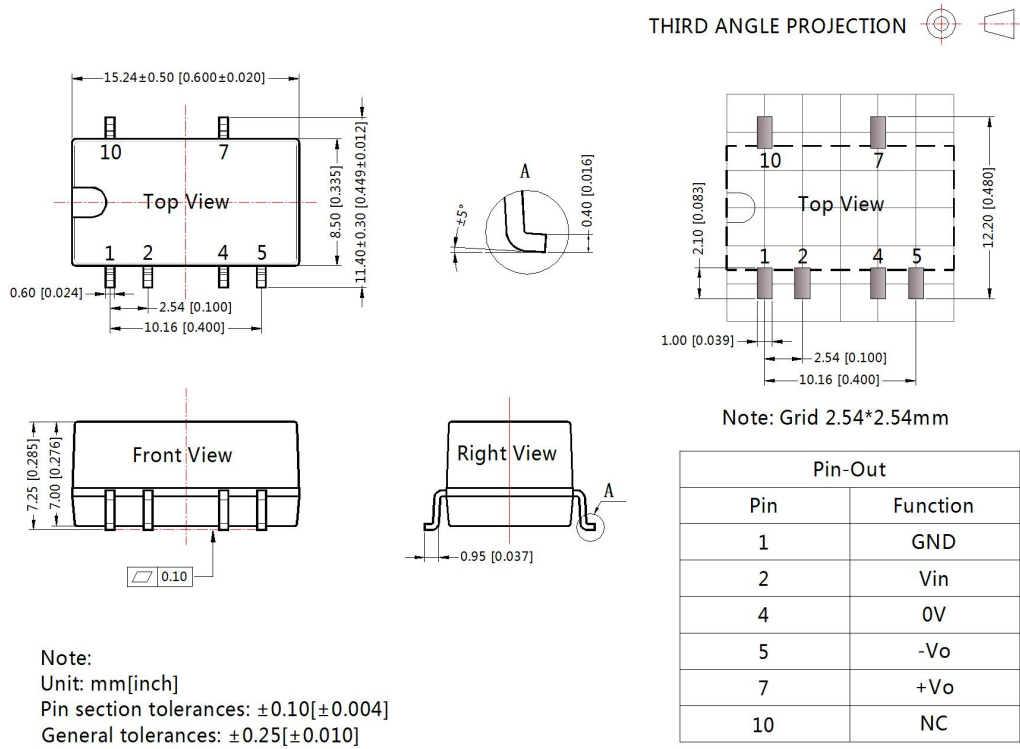 THIRD ANGLE PROJECTION
15.24±0.50 [0.600±0.020]
10 7
Top View
1 2 4 5
8.50 [0.335]
11.40±0.30 [0.449±0.012]
0.60 [0.024]
2.54 [0.100]
10.16 [0.400]
A
±5°
0.40 [0.016]
10 7
Top View
1 2 4 5
2.10 [0.083]
12.20 [0.480]
1.00 [0.039]
2.54 [0.100]
10.16 [0.400]
Note: Grid 2.54*2.54mm
Front View
7.25 [0.285]
7.00 [0.276]
0.10
Right View
A
0.95 [0.037]
Pin-Out
Pin Function
1 GND
2 Vin
4 0V
5 -Vo
7 +Vo
10 NC
Note:
Unit: mm[inch]
Pin section tolerances: ±0.10[±0.004]
General tolerances: ±0.25[±0.010]